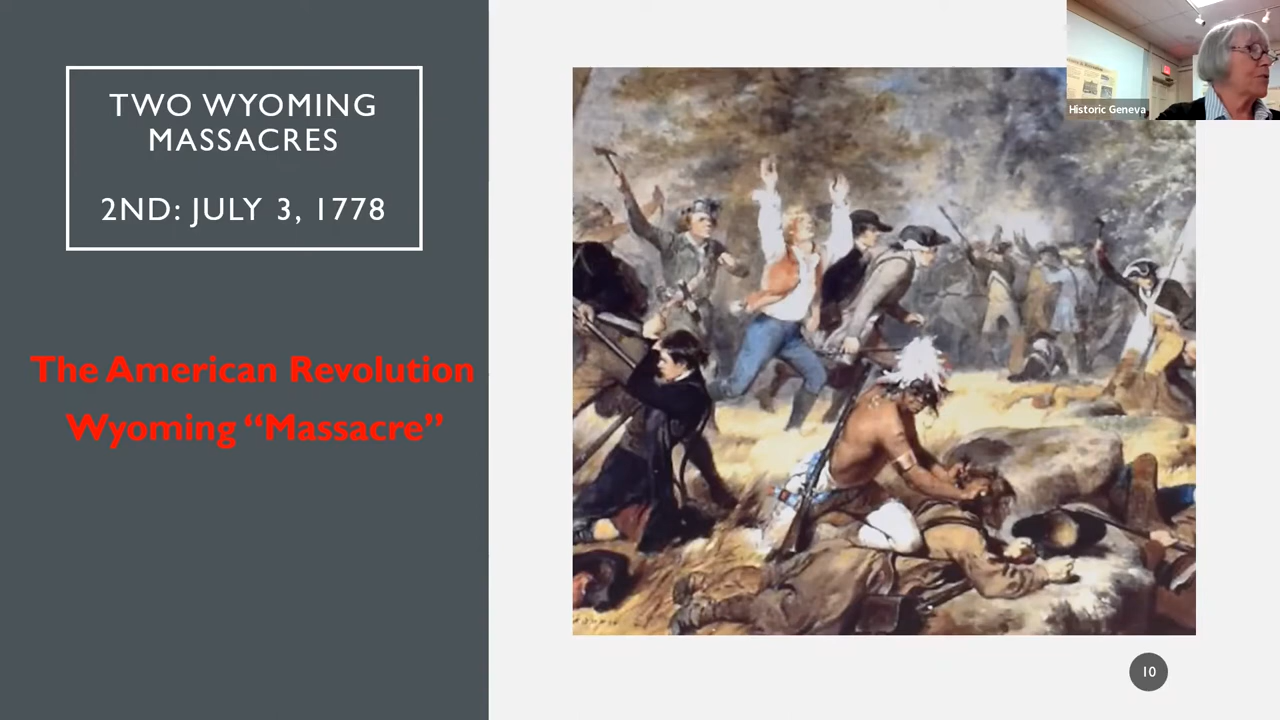 TWO WYOMING
MASSACRES
2ND: JULY 3, 1778
The American Revolution
Wyoming “Massacre”
Historic Geneva
10